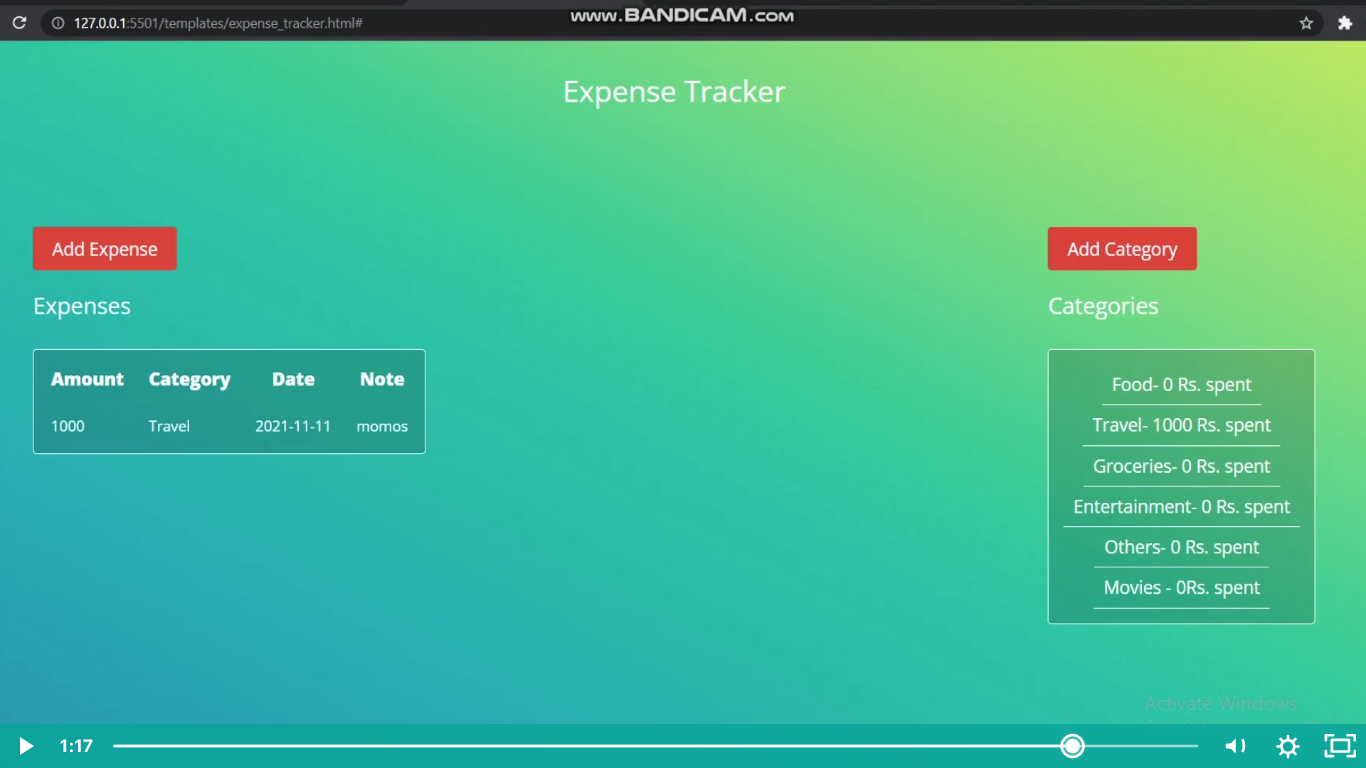 www.BANDICAM.com
127.0.0.1:5501/templates/expense_tracker.html#
Expense Tracker
Add Expense
Expenses
Amount Category Date Note
1000 Travel 2021-11-11 momos
Add Category
Categories
Food- 0 Rs. spent
Travel- 1000 Rs. spent
Groceries- 0 Rs. spent
Entertainment- 0 Rs. spent
Others- 0 Rs. spent
Movies - 0Rs. spent
Activate Windows
1:17